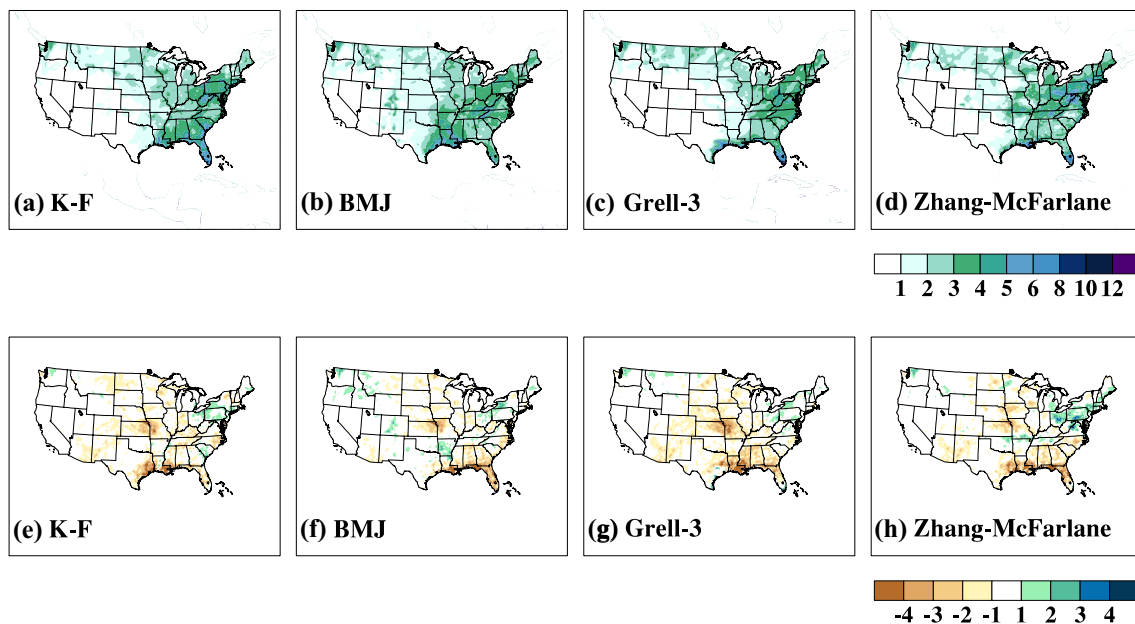 (a) K-F
(b) BMJ
(c) Grell-3
(d) Zhang-McFarlane
1 2 3 4 5 6 8 10 12
(e) K-F
(f) BMJ
(g) Grell-3
(h) Zhang-McFarlane
-4 -3 -2 -1 1 2 3 4